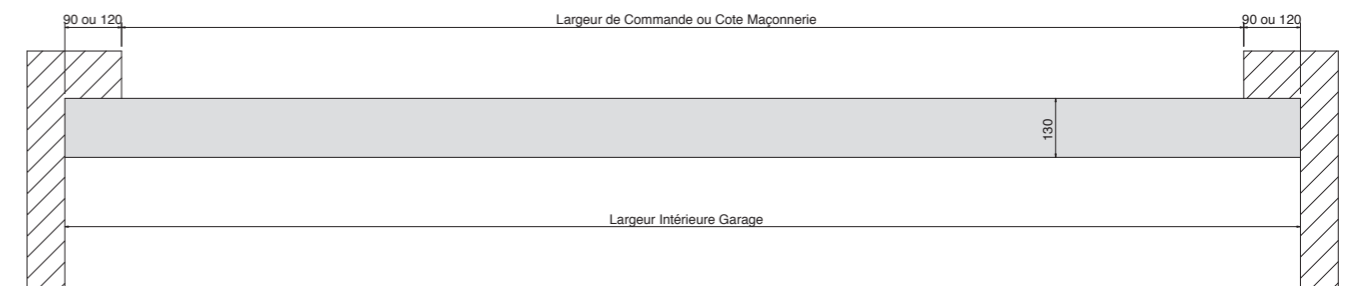 90 ou 120 Largeur de Commande ou Cote Maçonnerie 90 ou 120
130
Largeur Intérieure Garage